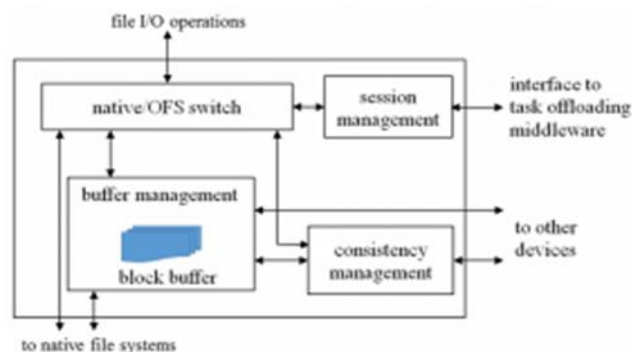 file I/O operations
native/OFS switch
session
management
interface to
task offloading
middleware
buffer management
block buffer
consistency
management
to other
devices
to native file systems